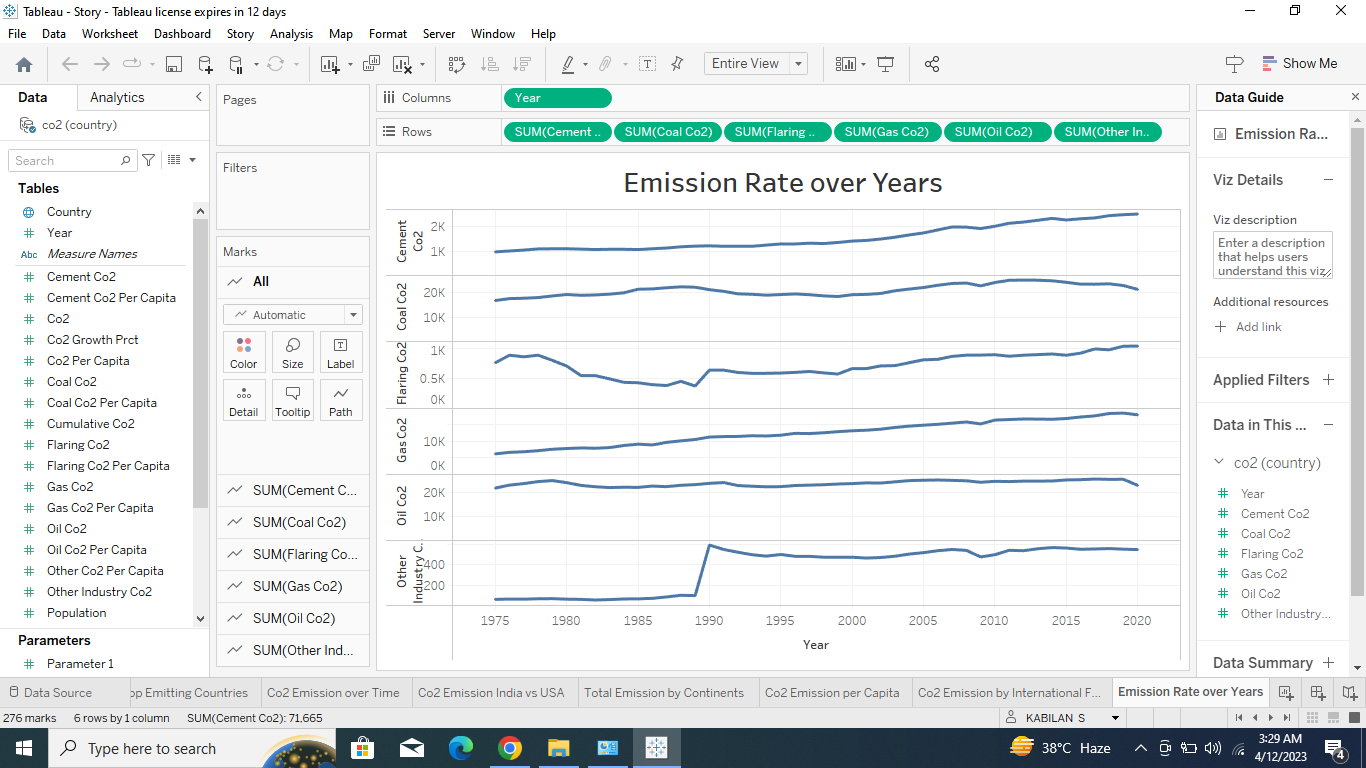 Tableau - Story - Tableau license expires in 12 days
File Data Worksheet Dashboard Story Analysis Map Format Server Window Help
Entire View
Show Me
Data Analytics
co2 (country)
Search
Tables
Country
Year
Abc Measure Names
Cement Co2
Cement Co2 Per Capita
Co2
Co2 Growth Prct
Co2 Per Capita
Coal Co2
Coal Co2 Per Capita
Cumulative Co2
Flaring Co2
Flaring Co2 Per Capita
Gas Co2
Gas Co2 Per Capita
Oil Co2
Oil Co2 Per Capita
Other Co2 Per Capita
Other Industry Co2
Population
Parameters
Parameter 1
Pages
Filters
Marks
All
Automatic
Color Size Label
Detail Tooltip Path
SUM(Cement C...
SUM(Coal Co2)
SUM(Flaring Co...
SUM(Gas Co2)
SUM(Oil Co2)
SUM(Other Ind...
Columns Year
Rows SUM(Cement .. SUM(Coal Co2) SUM(Flaring .. SUM(Gas Co2) SUM(Oil Co2) SUM(Other In..
Emission Rate over Years
Cement
Co2
2K
1K
Coal Co2
20K
10K
Flaring Co2
1K
0.5K
0K
Gas Co2
10K
0K
Oil Co2
20K
10K
Other
Industry C..
400
200
1975 1980 1985 1990 1995 2000 2005 2010 2015 2020
Year
Data Guide
Emission Ra...
Viz Details
Viz description
Enter a description
that helps users
understand this viz
Additional resources
Add link
Applied Filters
Data in This ...
co2 (country)
Year
Cement Co2
Coal Co2
Flaring Co2
Gas Co2
Oil Co2
Other Industry...
Data Summary
Data Source op Emitting Countries Co2 Emission over Time Co2 Emission India vs USA Total Emission by Continents Co2 Emission per Capita Co2 Emission by International F... Emission Rate over Years
276 marks 6 rows by 1 column SUM(Cement Co2): 71.665
KABILAN S
Type here to search
38°C Haze
3:29 AM
4/12/2023
4